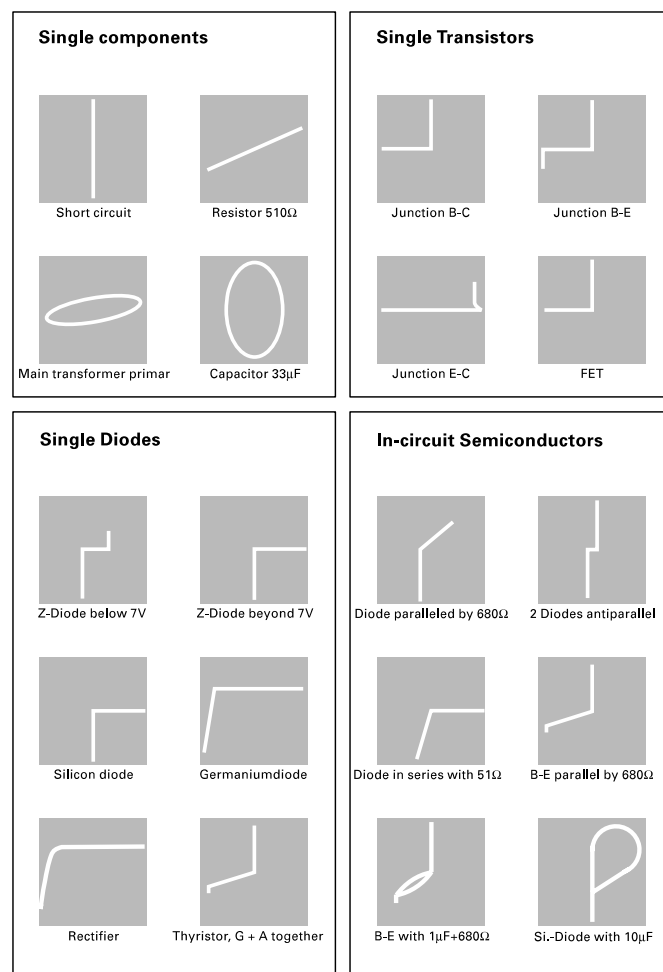 Single components
Short circuit
Resistor 510Ω
Main transformer primar
Capacitor 33µF
Single Transistors
Junction B-C
Junction B-E
Junction E-C
FET
Single Diodes
Z-Diode below 7V
Z-Diode beyond 7V
Silicon diode
Germaniumdiode
Rectifier
Thyristor, G + A together
In-circuit Semiconductors
Diode paralleled by 680Ω
2 Diodes antiparallel
Diode in series with 51Ω
B-E parallel by 680Ω
B-E with 1µF+680Ω
Si.-Diode with 10µF